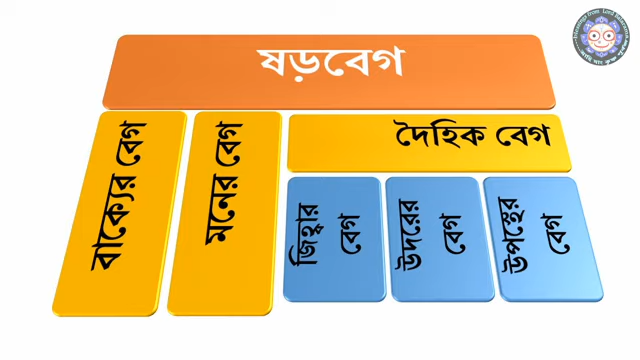 ষড়বেগ
বাক্যের বেগ
মনের বেগ
দৈহিক বেগ
জিহ্বার
বেগ
উদরের
বেগ
উপস্থের
বেগ